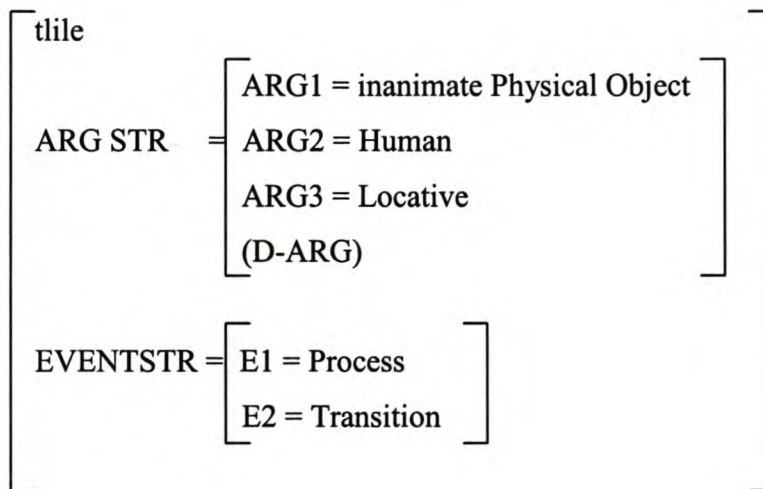 tlile
ARG1 = inanimate Physical Object
ARG STR = ARG2 = Human
ARG3 = Locative
(D-ARG)
EVENTSTR = E1 = Process
E2 = Transition